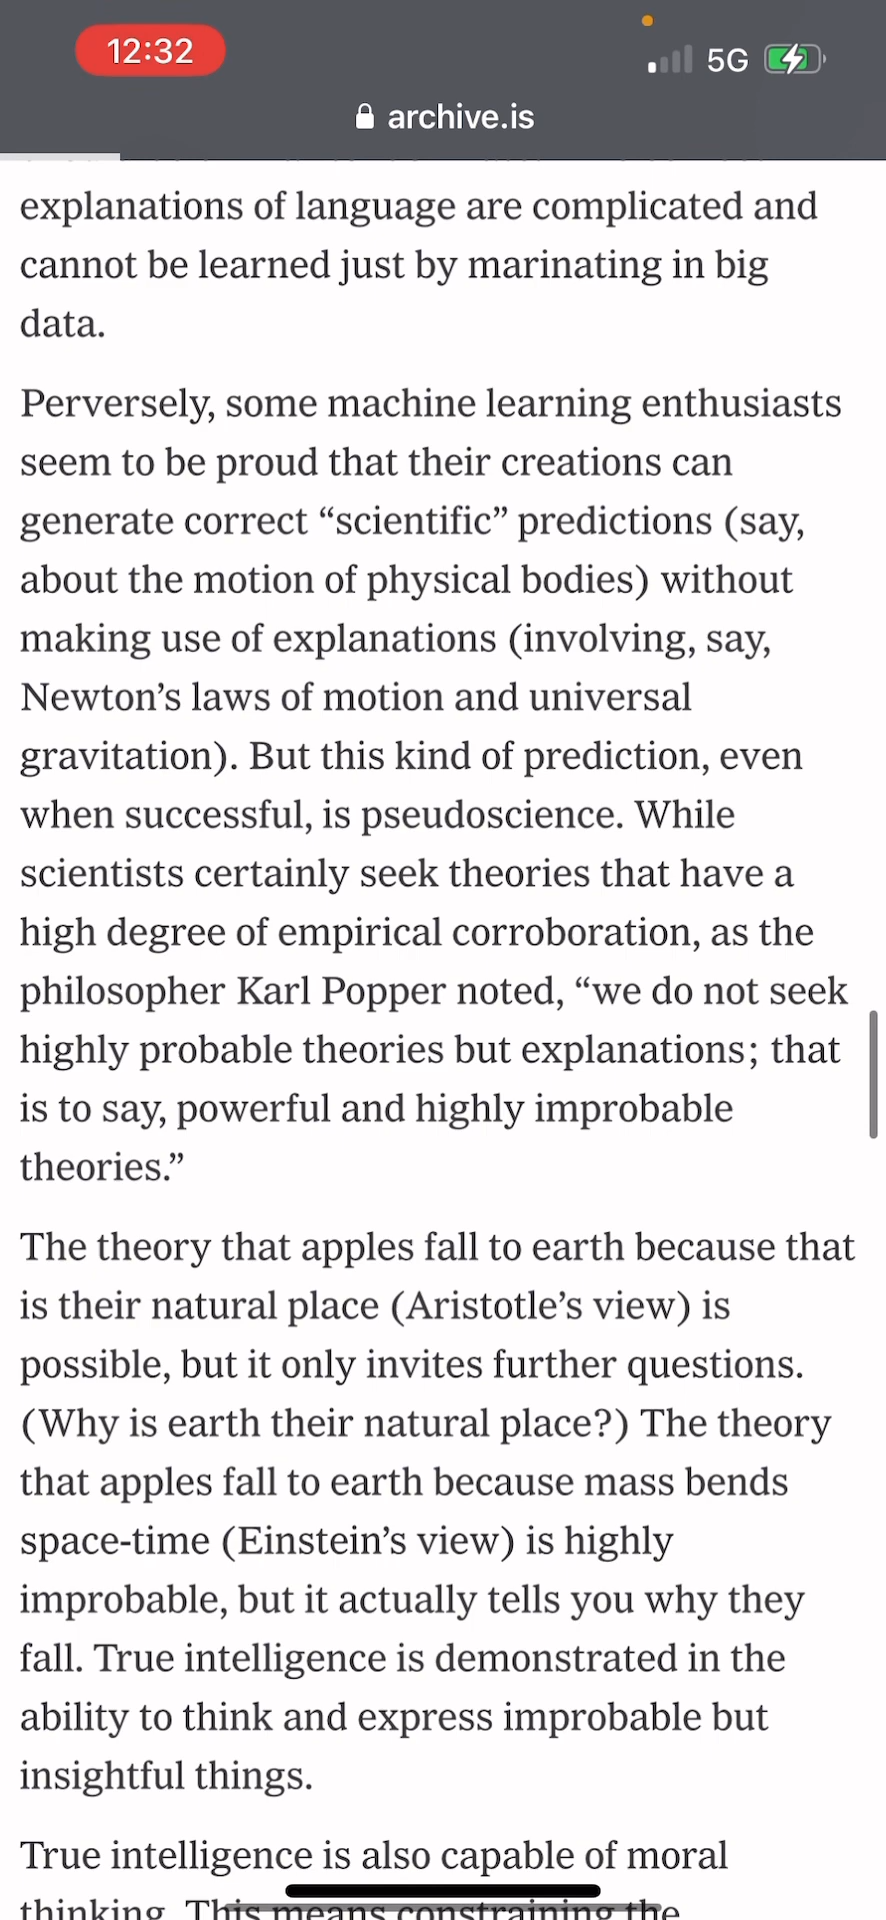 12:32
5G
archive.is
explanations of language are complicated and
cannot be learned just by marinating in big
data.
Perversely, some machine learning enthusiasts
seem to be proud that their creations can
generate correct “scientific” predictions (say,
about the motion of physical bodies) without
making use of explanations (involving, say,
Newton’s laws of motion and universal
gravitation). But this kind of prediction, even
when successful, is pseudoscience. While
scientists certainly seek theories that have a
high degree of empirical corroboration, as the
philosopher Karl Popper noted, “we do not seek
highly probable theories but explanations; that
is to say, powerful and highly improbable
theories.”
The theory that apples fall to earth because that
is their natural place (Aristotle’s view) is
possible, but it only invites further questions.
(Why is earth their natural place?) The theory
that apples fall to earth because mass bends
space-time (Einstein’s view) is highly
improbable, but it actually tells you why they
fall. True intelligence is demonstrated in the
ability to think and express improbable but
insightful things.
True intelligence is also capable of moral
thinking. This means constraining the